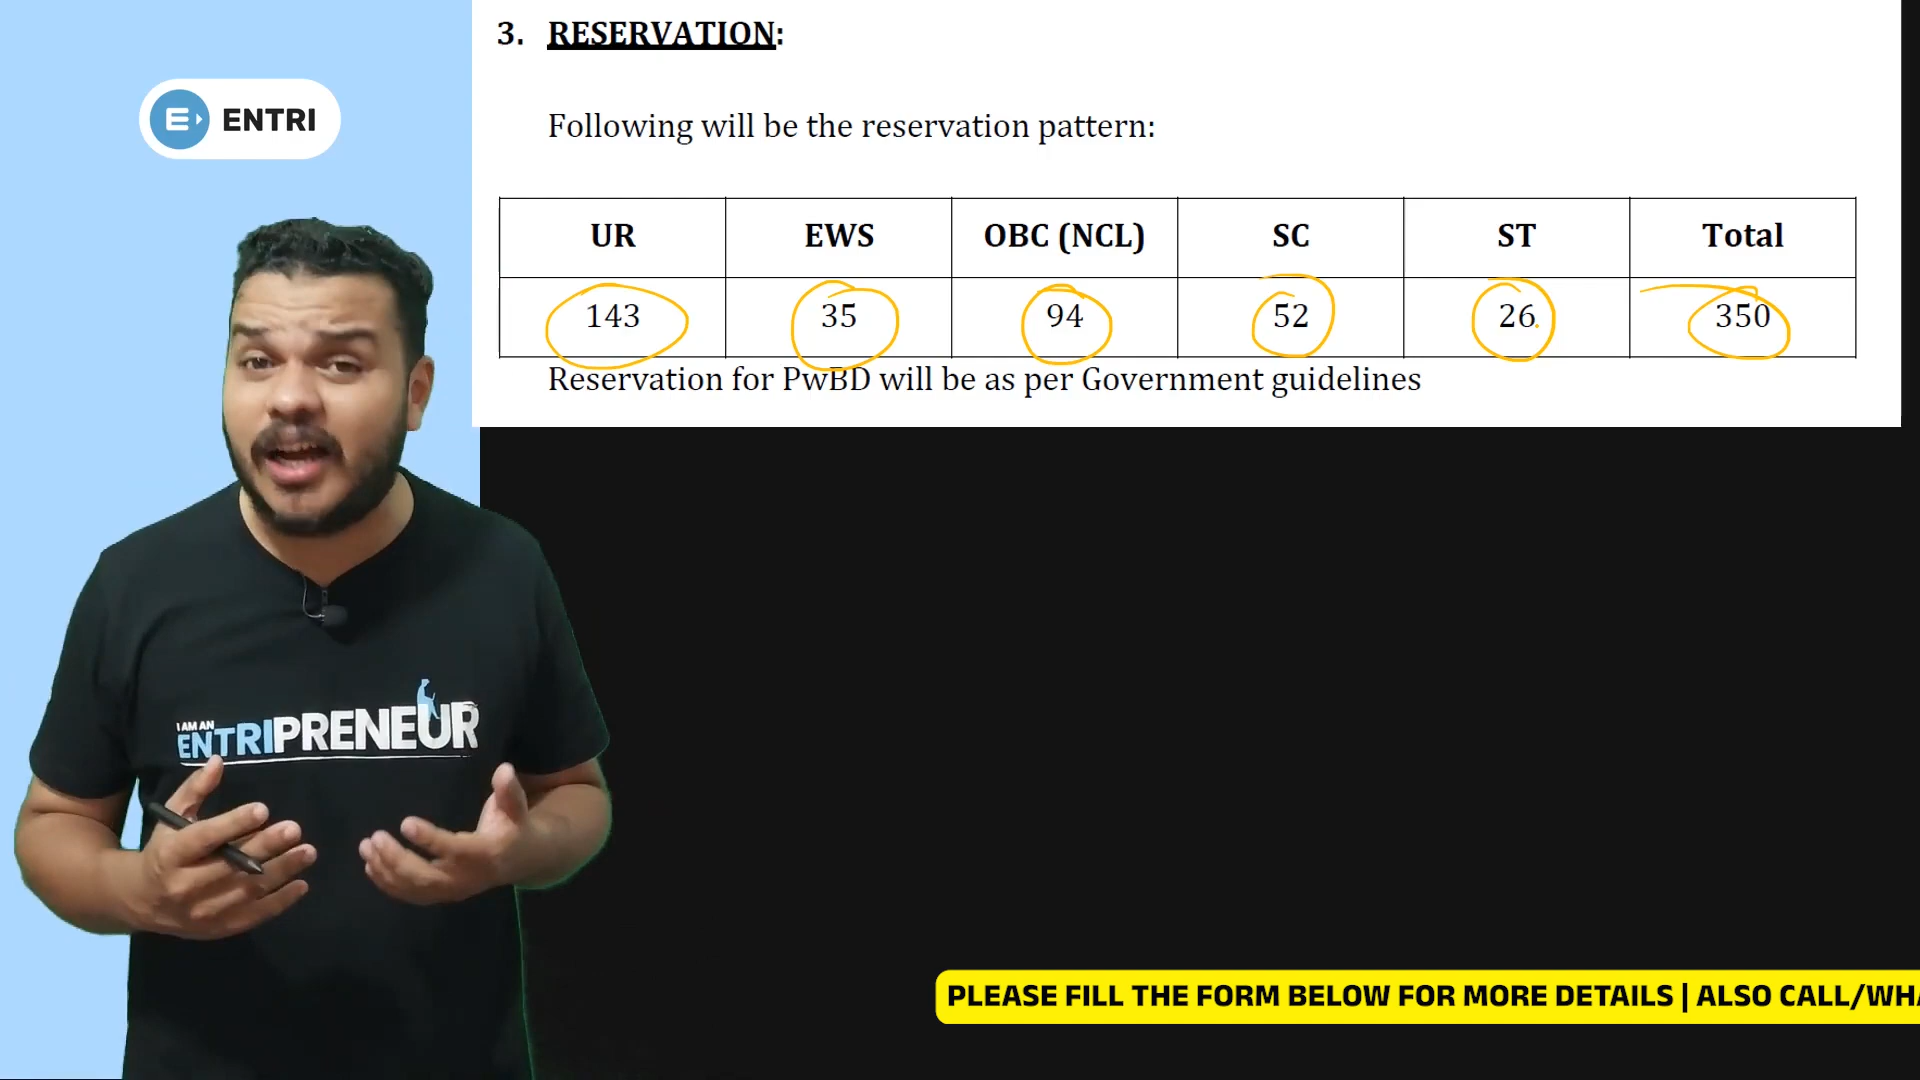 3. RESERVATION:
ENTRI
Following will be the reservation pattern:
UR EWS OBC (NCL) SC ST Total
143 35 94 52 26 350
Reservation for PwBD will be as per Government guidelines
I AM AN
ENTRIPRENEUR
PLEASE FILL THE FORM BELOW FOR MORE DETAILS | ALSO CALL/WHA